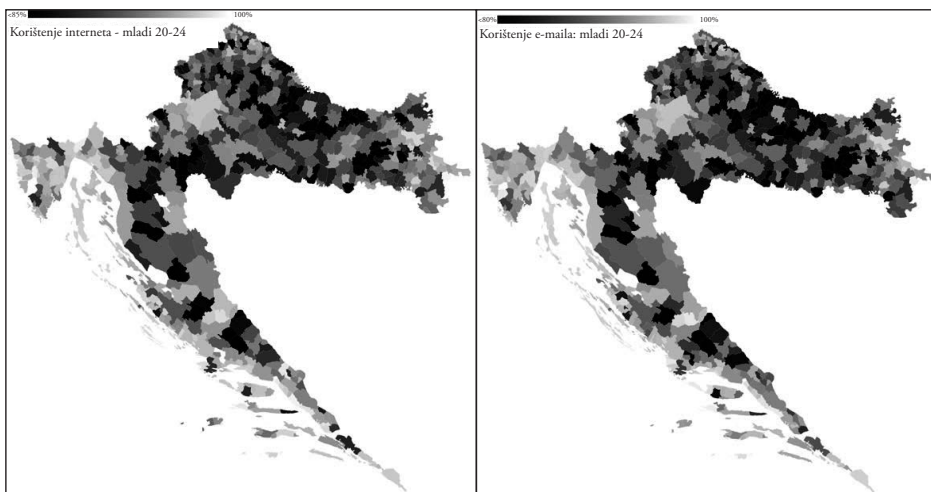 <85% 100%
Korištenje interneta - mladi 20-24
<80% 100%
Korištenje e-maila: mladi 20-24